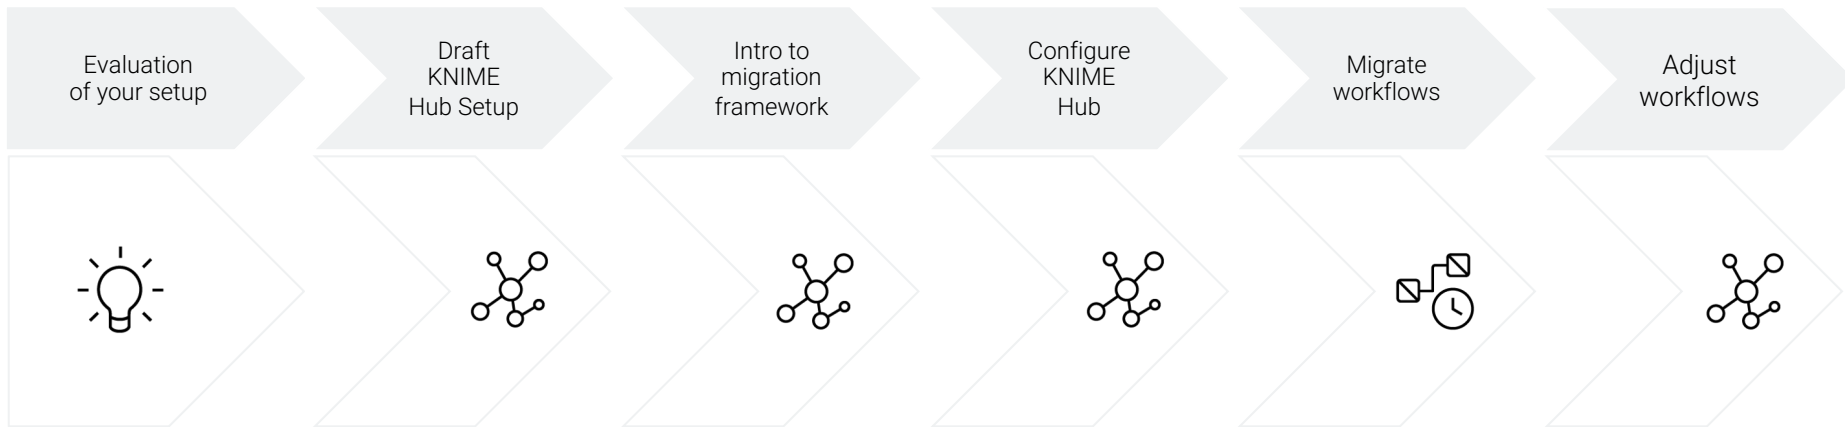 Evaluation
of your setup
Draft
KNIME
Hub Setup
Intro to
migration
framework
Configure
KNIME
Hub
Migrate
workflows
Adjust
workflows